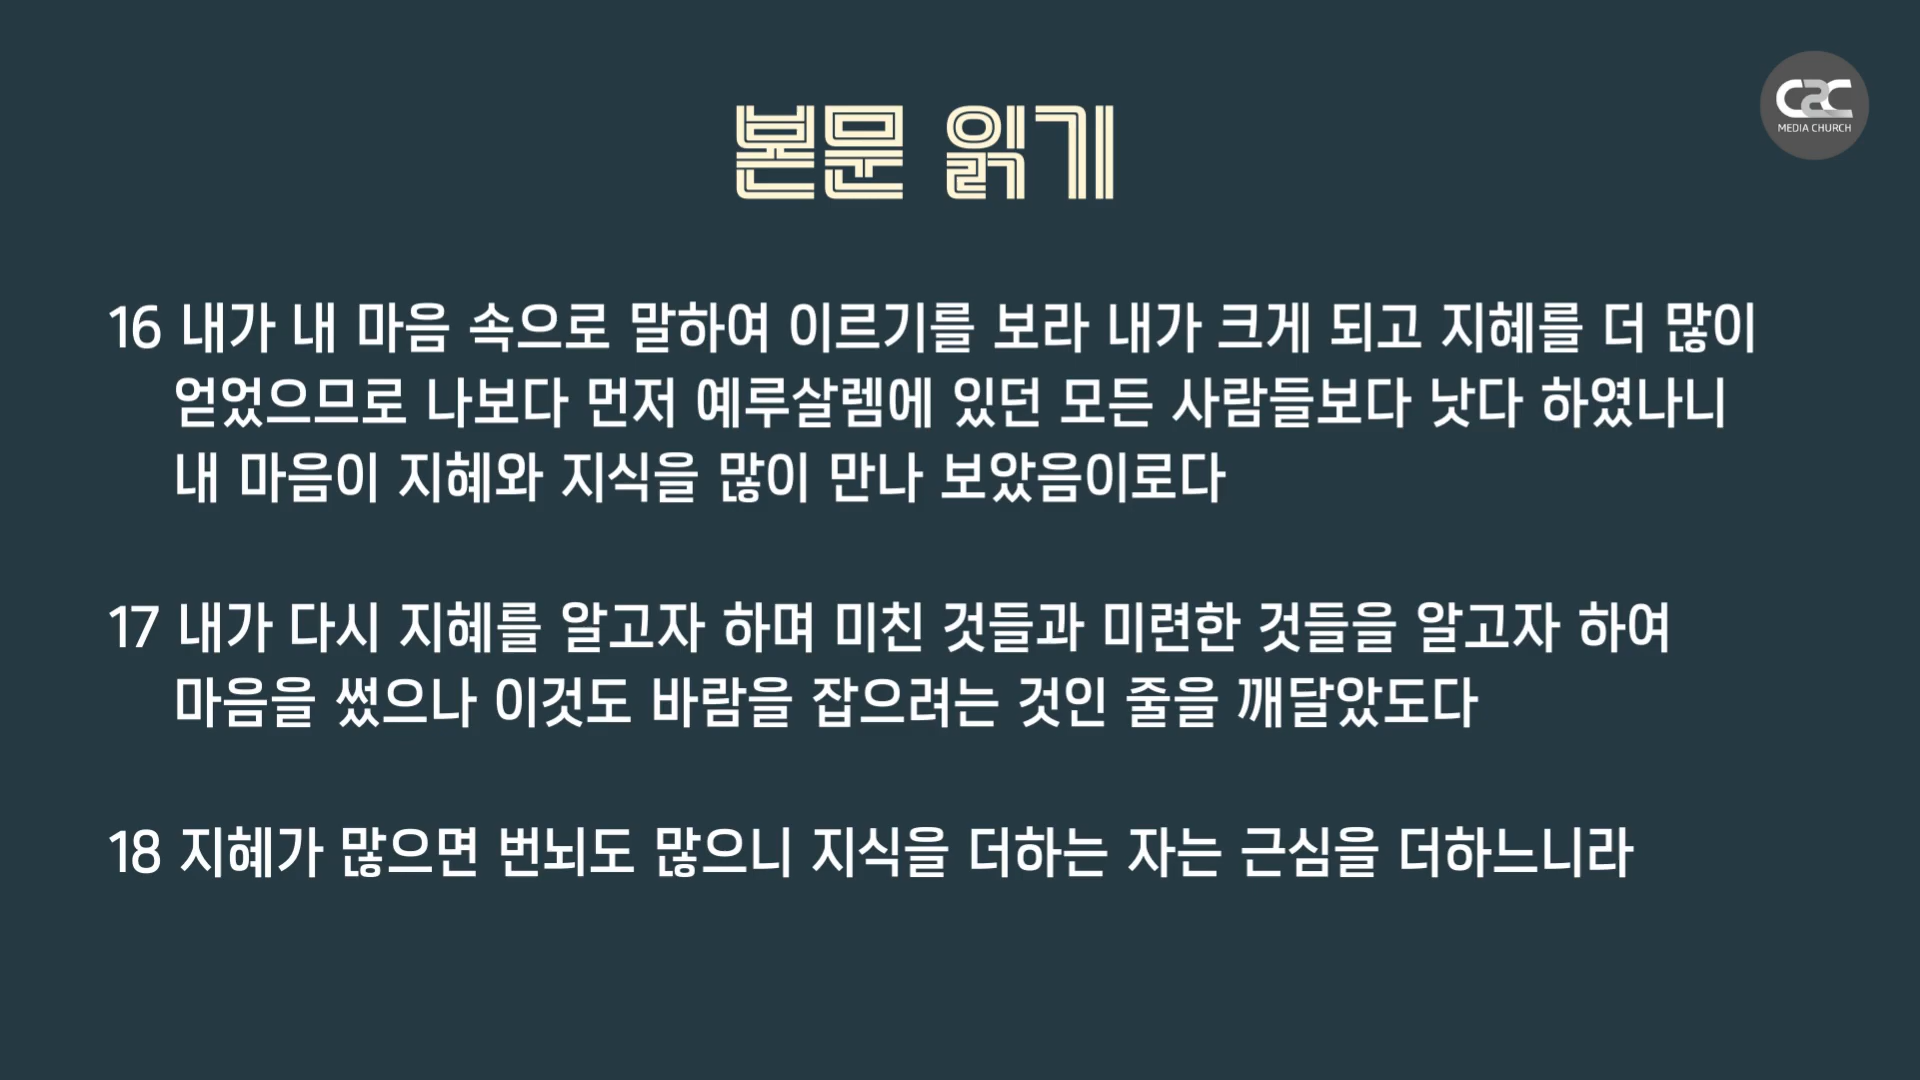 본문 읽기
C2C
MEDIA CHURCH
16 내가 내 마음 속으로 말하여 이르기를 보라 내가 크게 되고 지혜를 더 많이
얻었으므로 나보다 먼저 예루살렘에 있던 모든 사람들보다 낫다 하였나니
내 마음이 지혜와 지식을 많이 만나 보았음이로다
17 내가 다시 지혜를 알고자 하며 미친 것들과 미련한 것들을 알고자 하여
마음을 썼으나 이것도 바람을 잡으려는 것인 줄을 깨달았도다
18 지혜가 많으면 번뇌도 많으니 지식을 더하는 자는 근심을 더하느니라